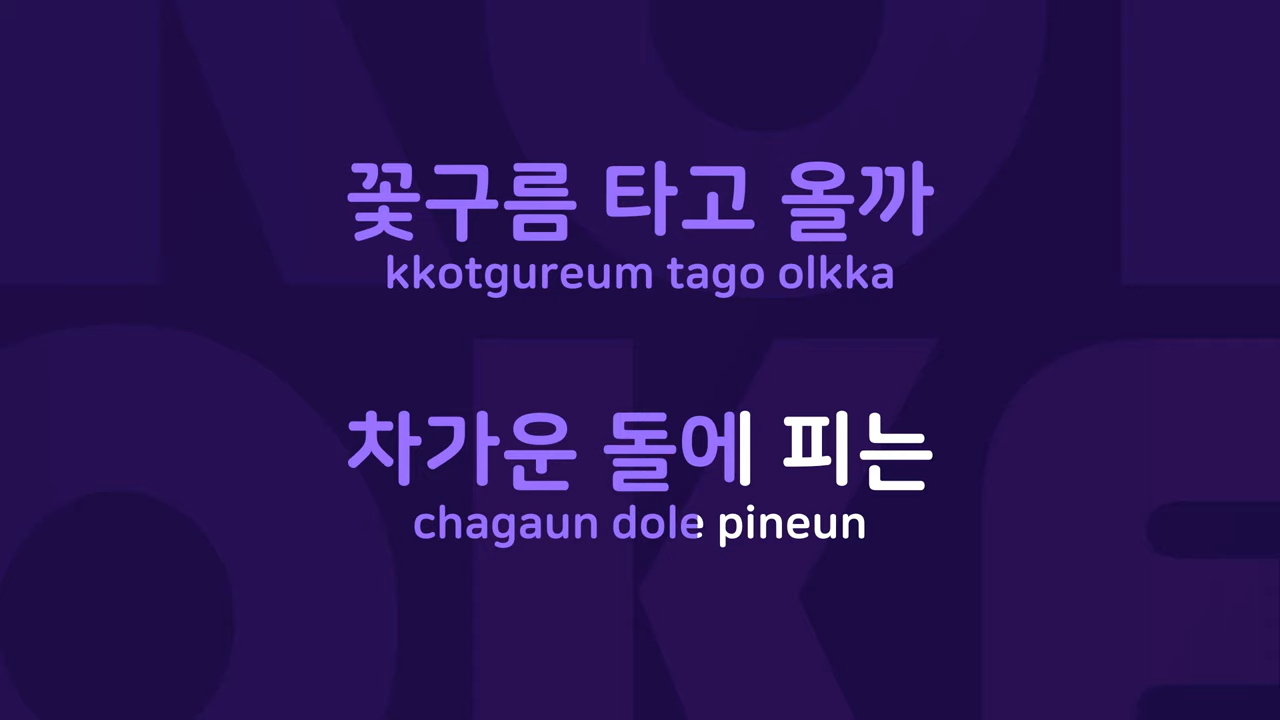 꽃구름 타고 올까
kkotgureum tago olkka
차가운 돌에 피는
chagaun dole pineun